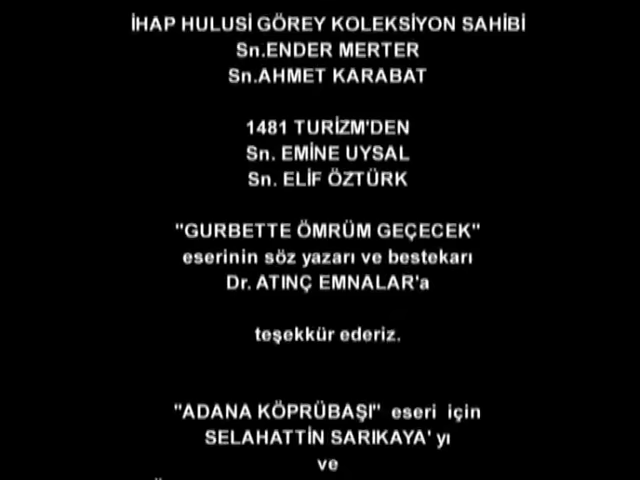 İHAP HULUSİ GÖREY KOLEKSİYON SAHİBİ
Sn.ENDER MERTER
Sn.AHMET KARABAT
1481 TURİZM'DEN
Sn. EMİNE UYSAL
Sn. ELİF ÖZTÜRK
"GURBETTE ÖMRÜM GEÇECEK"
eserinin söz yazarı ve bestekarı
Dr. ATINÇ EMNALAR'a
teşekkür ederiz.
"ADANA KÖPRÜBAŞI" eseri için
SELAHATTİN SARIKAYA' yı
ve